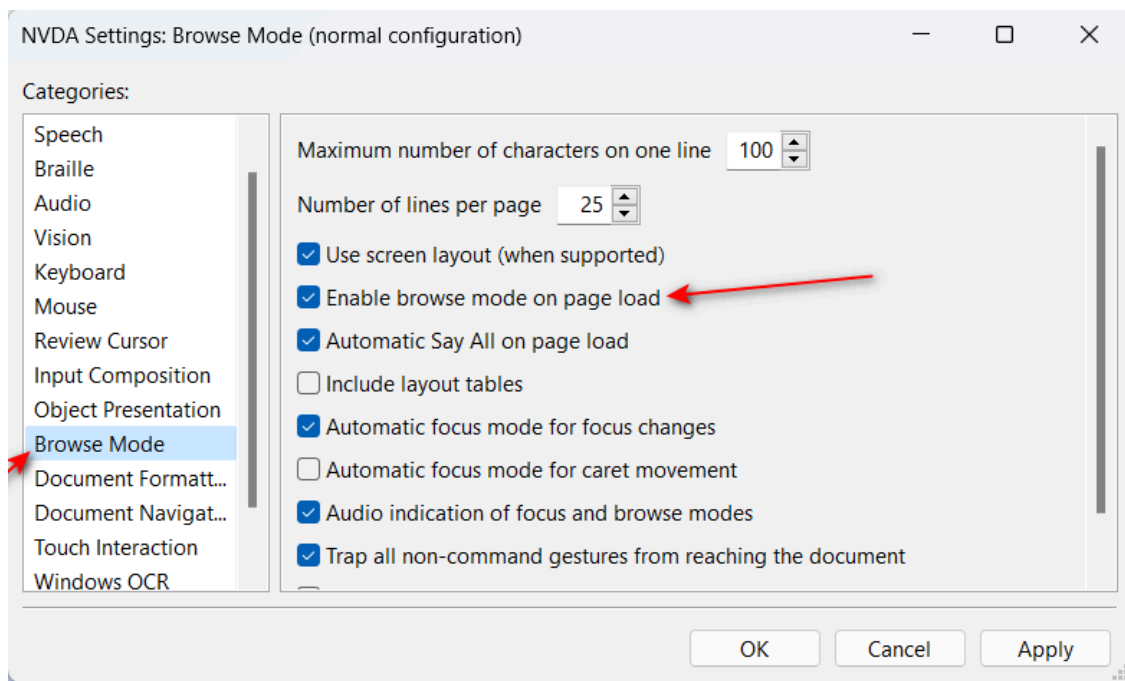 NVDA Settings: Browse Mode (normal configuration)
Categories:
Speech
Braille
Audio
Vision
Keyboard
Mouse
Review Cursor
Input Composition
Object Presentation
Browse Mode
Document Formatt...
Document Navigat...
Touch Interaction
Windows OCR
Maximum number of characters on one line 100
Number of lines per page 25
Use screen layout (when supported)
Enable browse mode on page load
Automatic Say All on page load
Include layout tables
Automatic focus mode for focus changes
Automatic focus mode for caret movement
Audio indication of focus and browse modes
Trap all non-command gestures from reaching the document
OK Cancel Apply